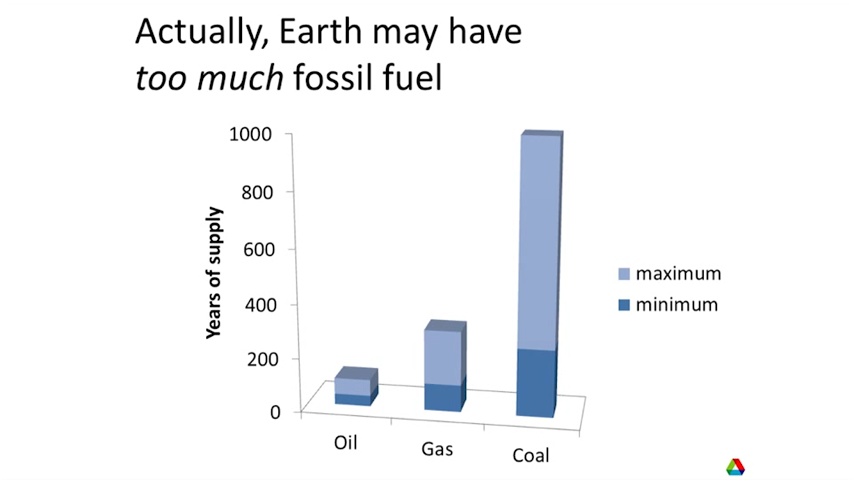 Actually, Earth may have
too much fossil fuel
1000
800
600
400
200
0
Years of supply
Oil
Gas
Coal
maximum
minimum